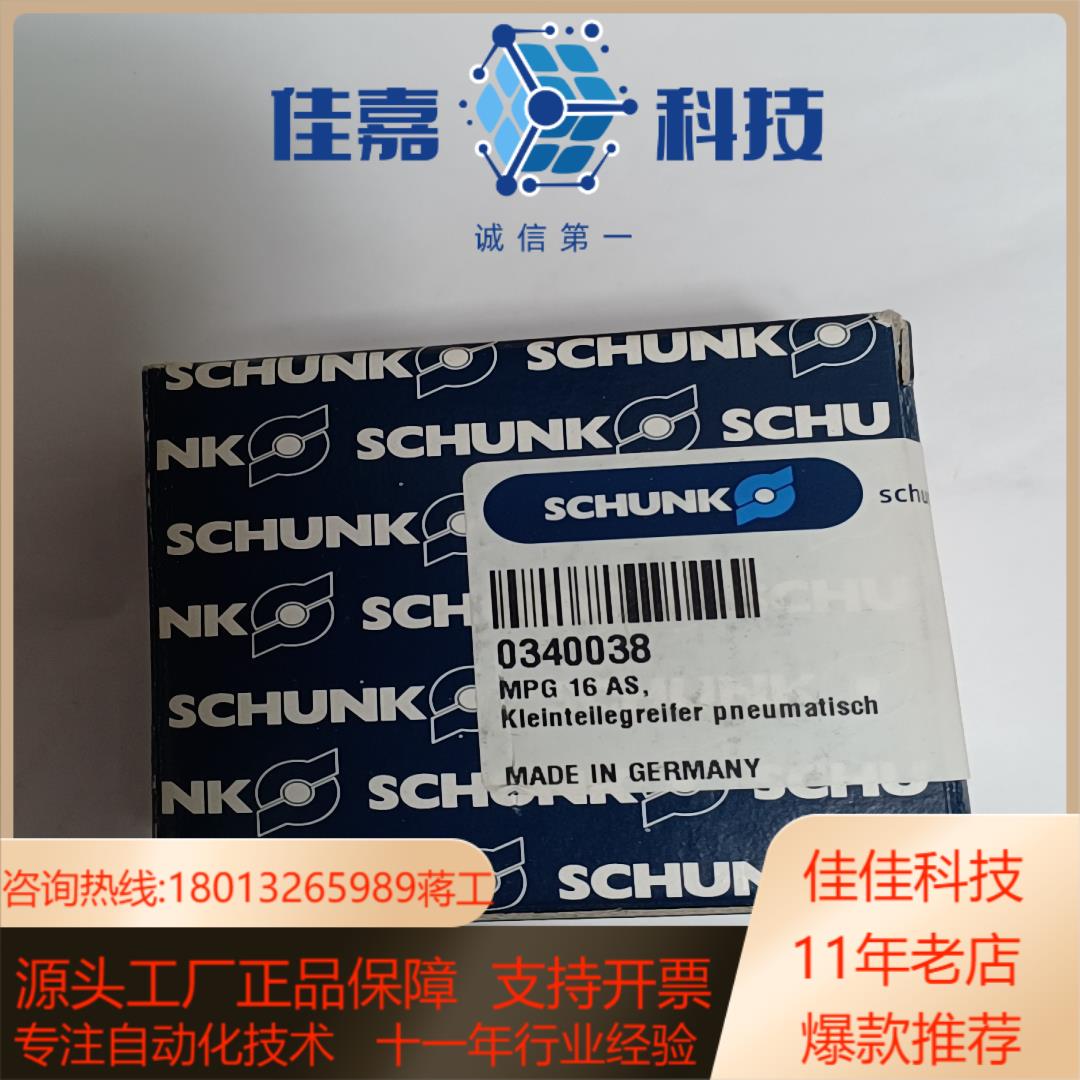 佳嘉科技
诚信第一
SCHUNK SCHUNK
NK SCHUNK SCHU
SCHUNK
SCHUNK
NK SCH
0340038
MPG 16 AS,
Kleinteilegreifer pneumatisch
SCHUNK
MADE IN GERMANY
NK SCHUNK SCHU
SCHUN
咨询热线:18013265989蒋工
佳佳科技
11年老店
爆款推荐
源头工厂正品保障 支持开票
专注自动化技术 十一年行业经验